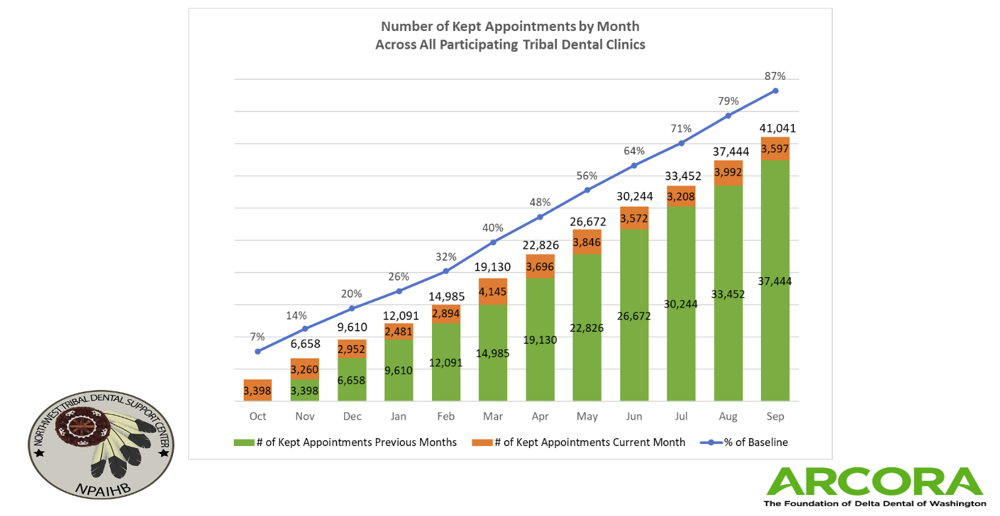 Number of Kept Appointments by Month
Across All Participating Tribal Dental Clinics
7% 14% 20% 26% 32% 40% 48% 56% 64% 71% 79% 87%
6,658 9,610 12,091 14,985 19,130 22,826 26,672 30,244 33,452 37,444 41,041
3,398 3,260 2,952 2,481 2,894 4,145 3,696 3,846 3,572 3,208 3,992 3,597
3,398 6,658 9,610 12,091 14,985 19,130 22,826 26,672 30,244 33,452 37,444
Oct Nov Dec Jan Feb Mar Apr May Jun Jul Aug Sep
# of Kept Appointments Previous Months # of Kept Appointments Current Month % of Baseline
NORTHWEST TRIBAL DENTAL SUPPORT CENTER
NPAIHB
ARCORA
The Foundation of Delta Dental of Washington